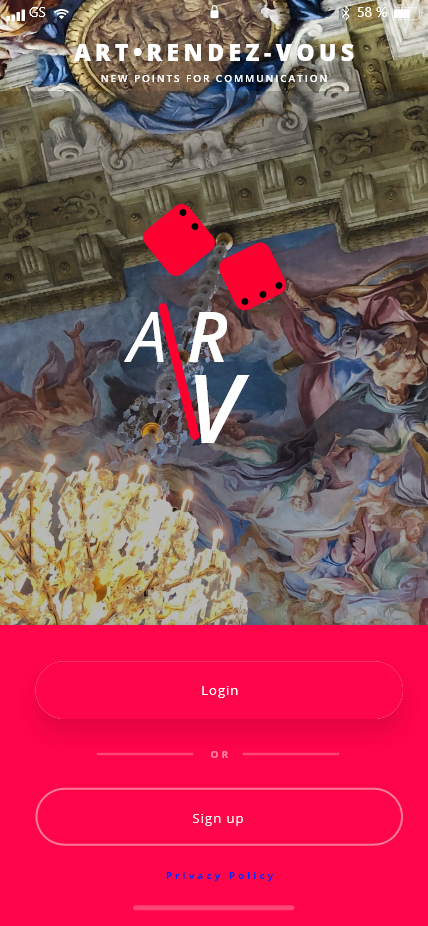 GS 58 %
ART•RENDEZ-VOUS
NEW POINTS FOR COMMUNICATION
A R
V
Login
OR
Sign up
Privacy Policy